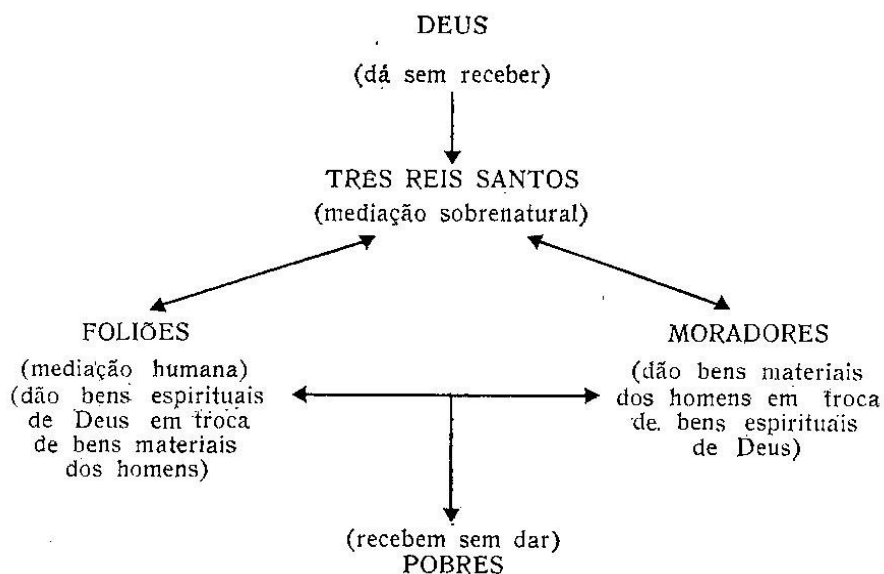 DEUS
(dá sem receber)
TRÊS REIS SANTOS
(mediação sobrenatural)
FOLIÕES
(mediação humana)
(dão bens espirituais
de Deus em troca
de bens materiais
dos homens)
MORADORES
(dão bens materiais
dos homens em troca
de bens espirituais
de Deus)
(recebem sem dar)
POBRES